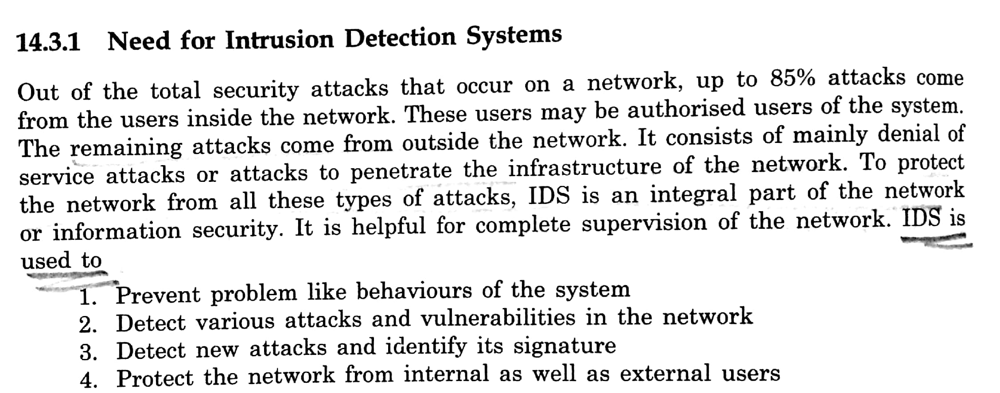 14.3.1 Need for Intrusion Detection Systems
Out of the total security attacks that occur on a network, up to 85% attacks come
from the users inside the network. These users may be authorised users of the system.
The remaining attacks come from outside the network. It consists of mainly denial of
service attacks or attacks to penetrate the infrastructure of the network. To protect
the network from all these types of attacks, IDS is an integral part of the network
or information security. It is helpful for complete supervision of the network. IDS is
used to
1. Prevent problem like behaviours of the system
2. Detect various attacks and vulnerabilities in the network
3. Detect new attacks and identify its signature
4. Protect the network from internal as well as external users